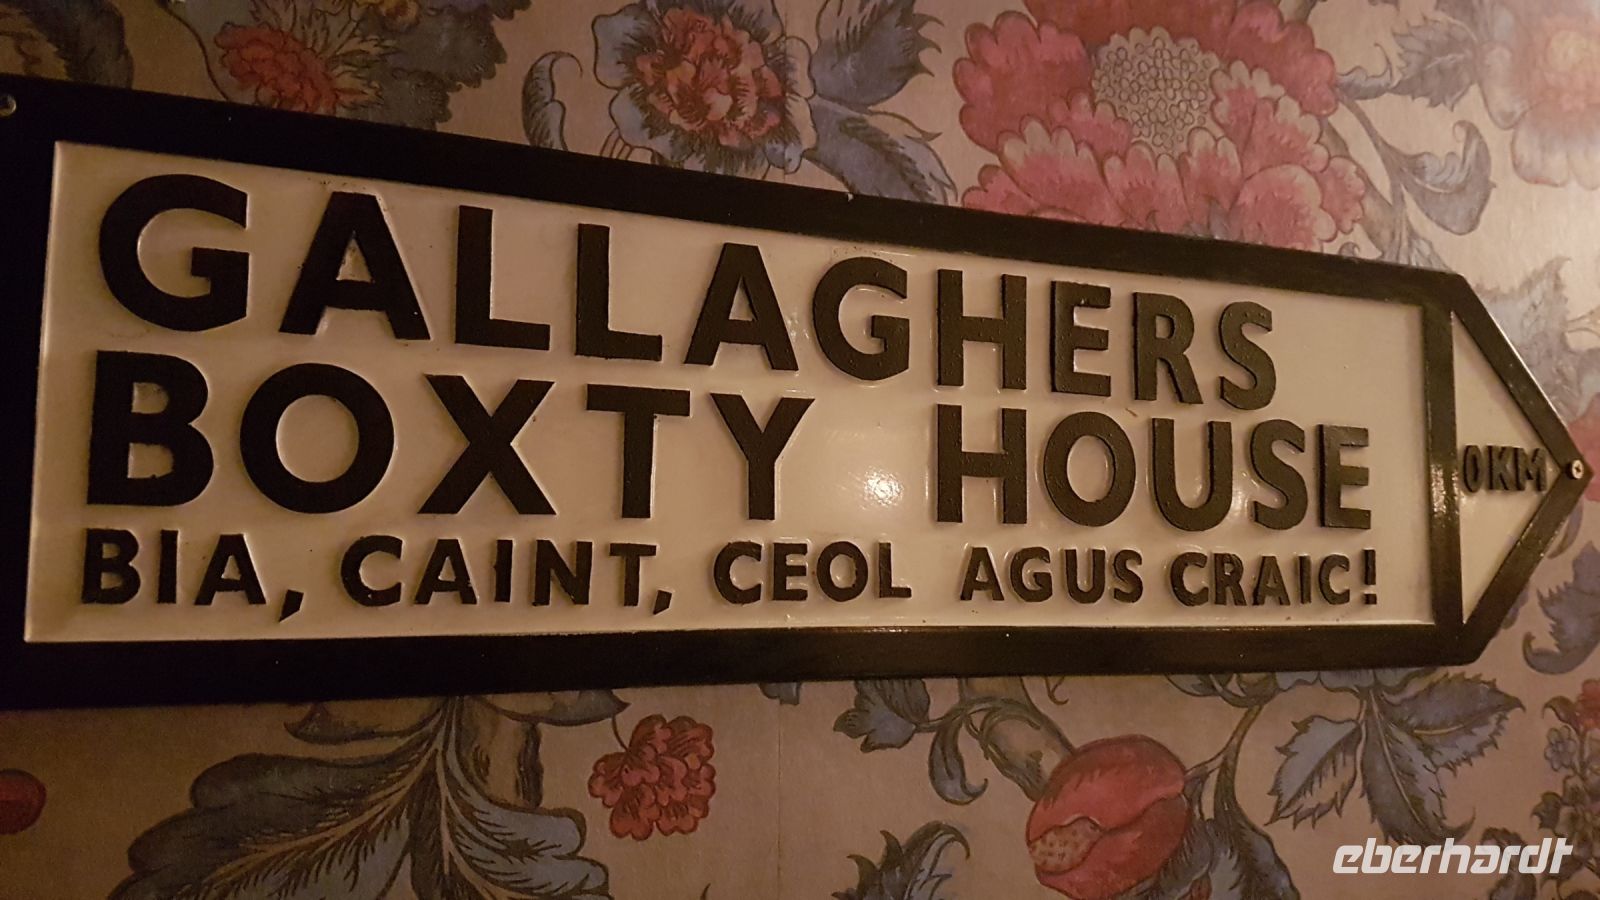 GALLAGHERS
BOXTY HOUSE
BIA, CAINT, CEOL AGUS CRAIC!
0KM
eberhardt